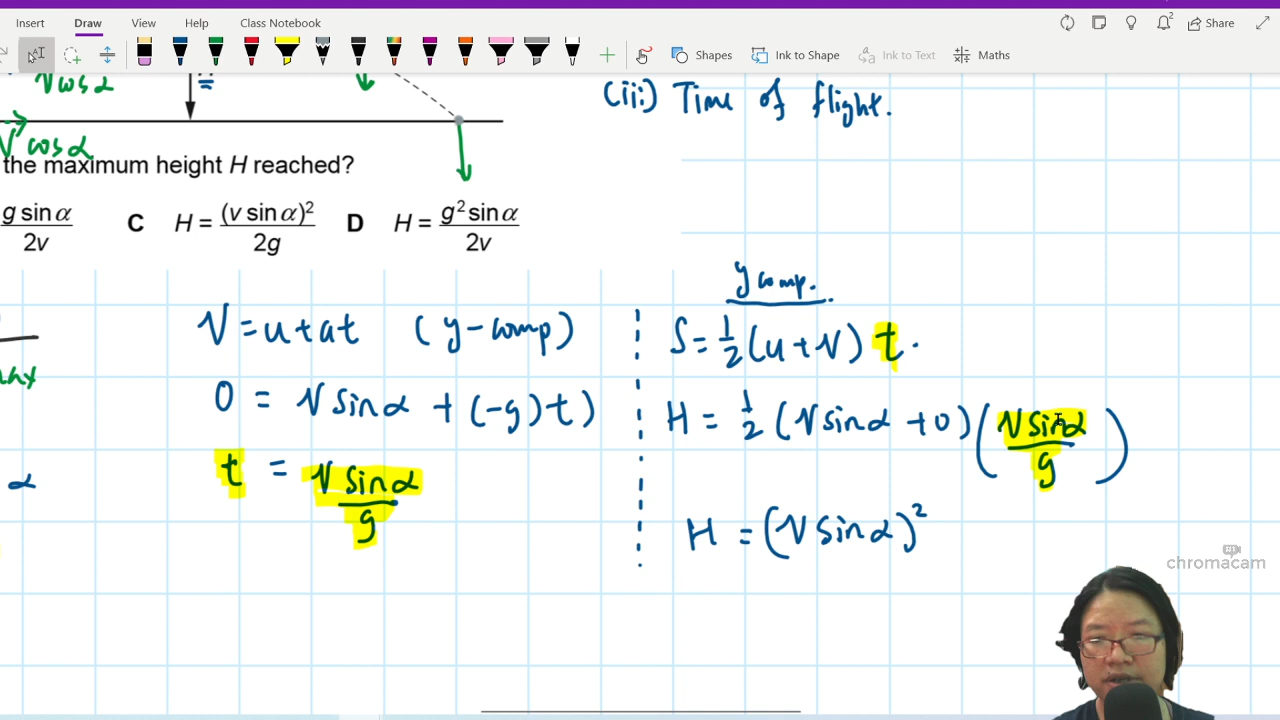 Insert Draw View Help Class Notebook
2 Share
Shapes Ink to Shape Ink to Text Maths
v cos α
(iii) Time of flight.
v cos α
the maximum height H reached?
g sin α / 2v C H = (v sin α)² / 2g D H = g² sin α / 2v
y comp.
V = u + at (y-comp)
S = ½ (u + v) t.
0 = v sin α + (-g) t)
H = ½ (v sin α + 0) (v sin α / g)
t = v sin α / g
α
H = (v sin α)²
chromacam